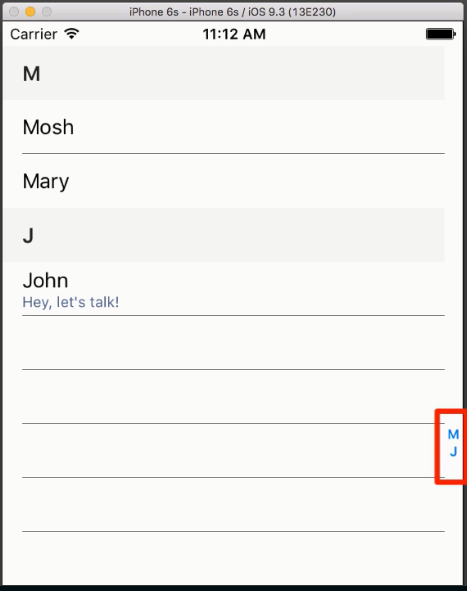 iPhone 6s - iPhone 6s / iOS 9.3 (13E230)
Carrier 11:12 AM
M
Mosh
Mary
J
John
Hey, let's talk!
M
J